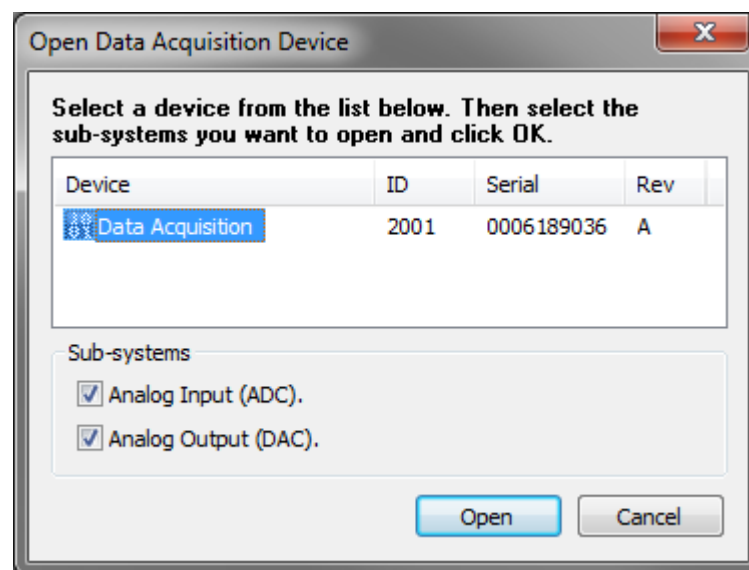 Open Data Acquisition Device
Select a device from the list below. Then select the
sub-systems you want to open and click OK.
Device ID Serial Rev
Data Acquisition 2001 0006189036 A
Sub-systems
Analog Input (ADC).
Analog Output (DAC).
Open Cancel